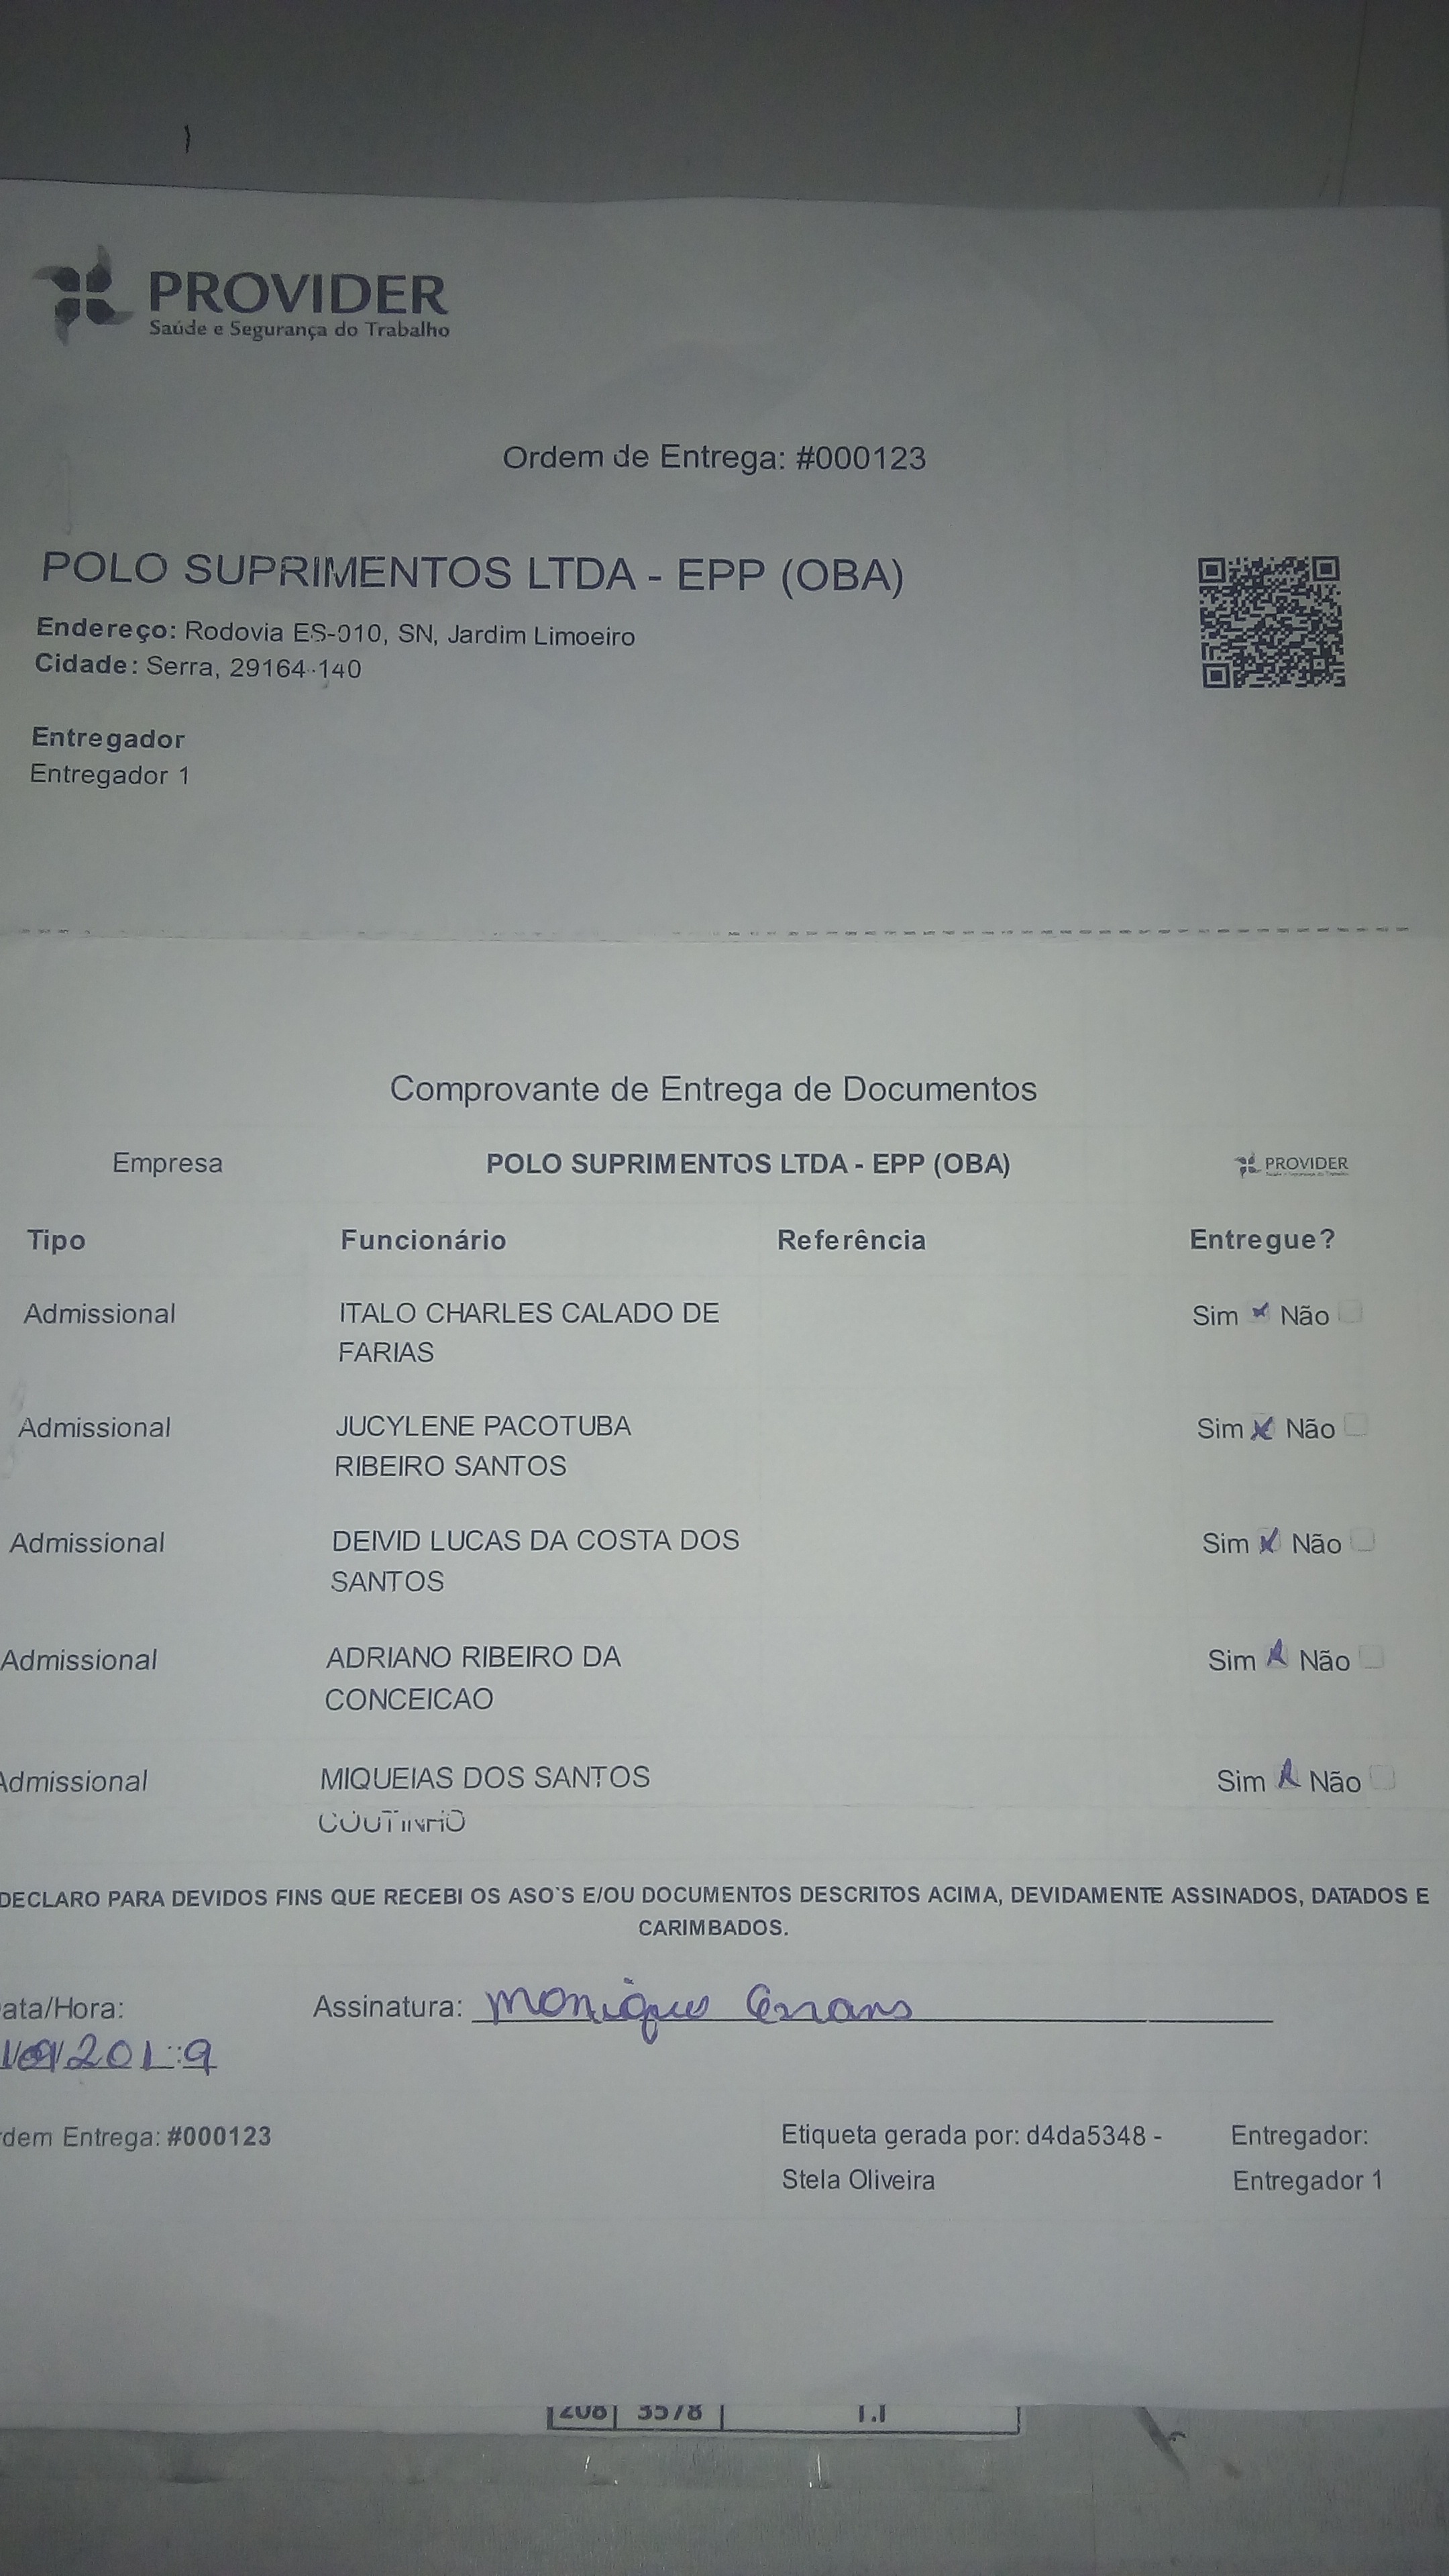 PROVIDER
Saúde e Segurança do Trabalho
Ordem de Entrega: #000123
POLO SUPRIMENTOS LTDA - EPP (OBA)
Endereço: Rodovia ES-010, SN, Jardim Limoeiro
Cidade: Serra, 29164-140
Entregador
Entregador 1
Comprovante de Entrega de Documentos
Empresa POLO SUPRIMENTOS LTDA - EPP (OBA) PROVIDER
Tipo Funcionário Referência Entregue?
Admissional ITALO CHARLES CALADO DE Sim Não
FARIAS
Admissional JUCYLENE PACOTUBA Sim Não
RIBEIRO SANTOS
Admissional DEIVID LUCAS DA COSTA DOS Sim Não
SANTOS
Admissional ADRIANO RIBEIRO DA Sim Não
CONCEICAO
Admissional MIQUEIAS DOS SANTOS Sim Não
COUTINHO
DECLARO PARA DEVIDOS FINS QUE RECEBI OS ASO`S E/OU DOCUMENTOS DESCRITOS ACIMA, DEVIDAMENTE ASSINADOS, DATADOS E
CARIMBADOS.
ata/Hora: Assinatura: Monique
2019
rdem Entrega: #000123 Etiqueta gerada por: d4da5348 - Entregador:
Stela Oliveira Entregador 1
208 3578 1.1